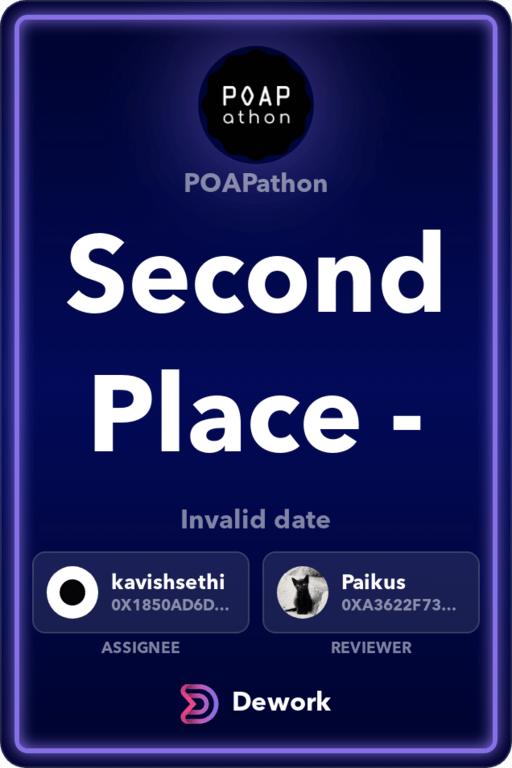 POAP
athon
POAPathon
Second
Place -
Invalid date
kavishsethi
0X1850AD6D...
Paikus
0XA3622F73...
ASSIGNEE
REVIEWER
Dework